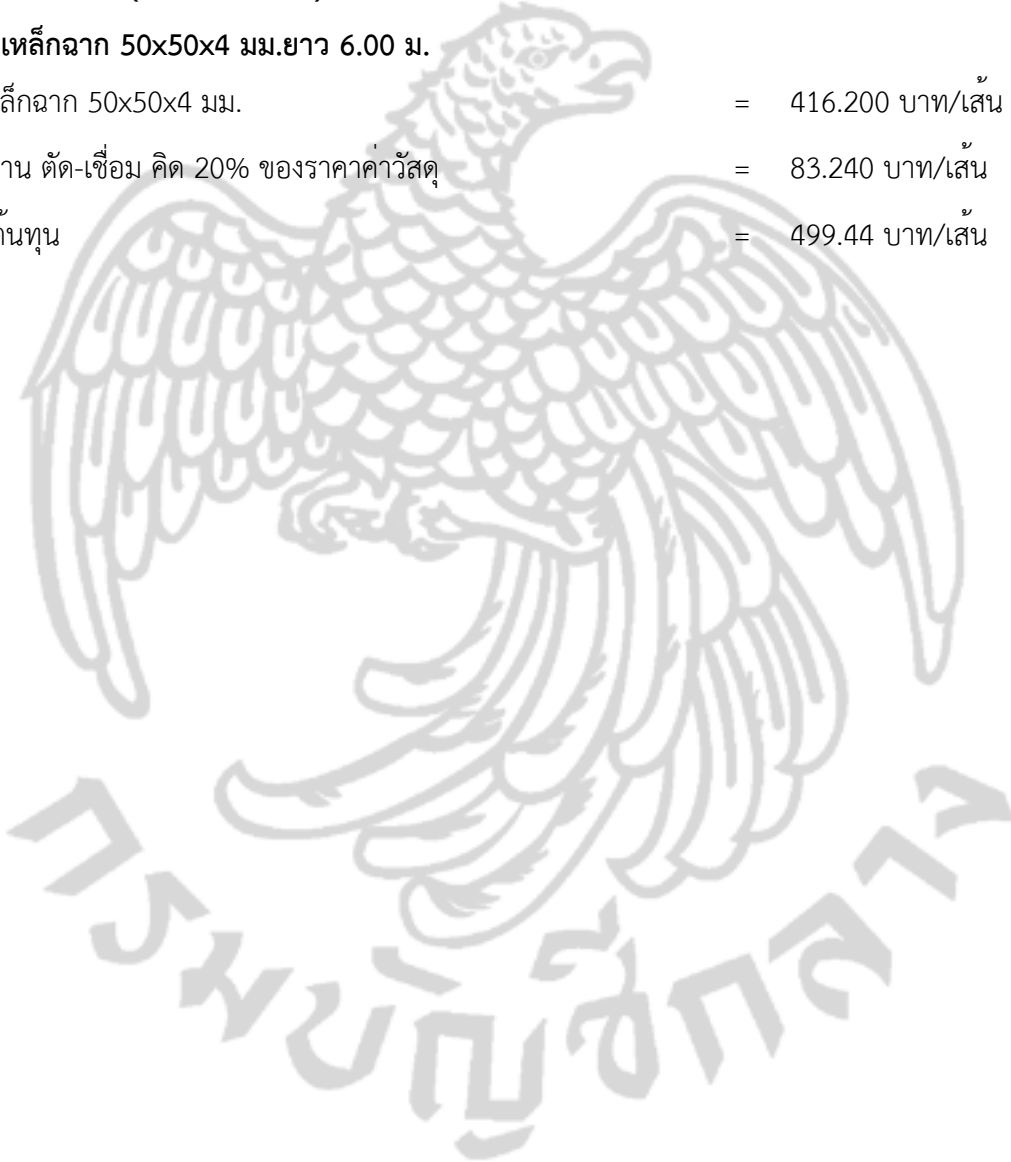 เหล็กฉาก 50x50x4 มม.ยาว 6.00 ม.
ล็กฉาก 50x50x4 มม. = 416.200 บาท/เส้น
าน ตัด-เชื่อม คิด 20% ของราคาค่าวัสดุ = 83.240 บาท/เส้น
้นทุน = 499.44 บาท/เส้น
กรมบัญชีกลาง